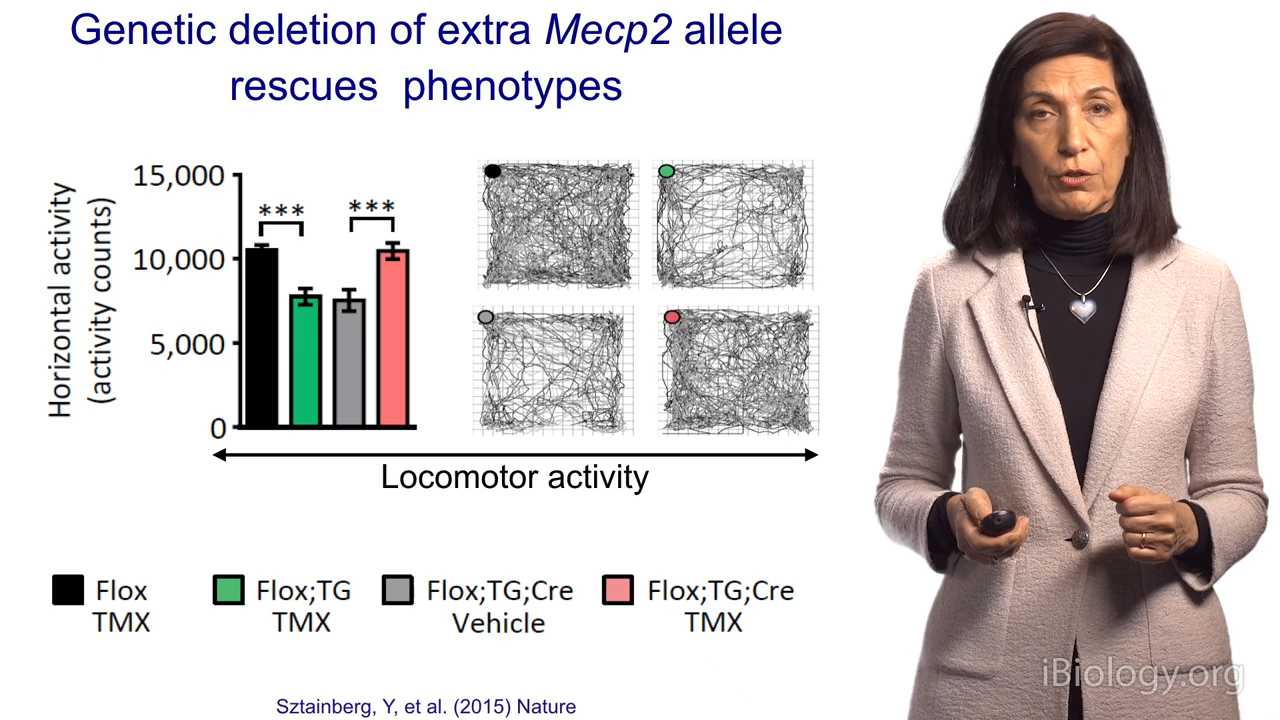 Genetic deletion of extra Mecp2 allele
rescues phenotypes
Horizontal activity
(activity counts)
15,000
10,000
5,000
0
***
***
Locomotor activity
Flox
TMX
Flox;TG
TMX
Flox;TG;Cre
Vehicle
Flox;TG;Cre
TMX
Sztainberg, Y, et al. (2015) Nature
iBiology.org